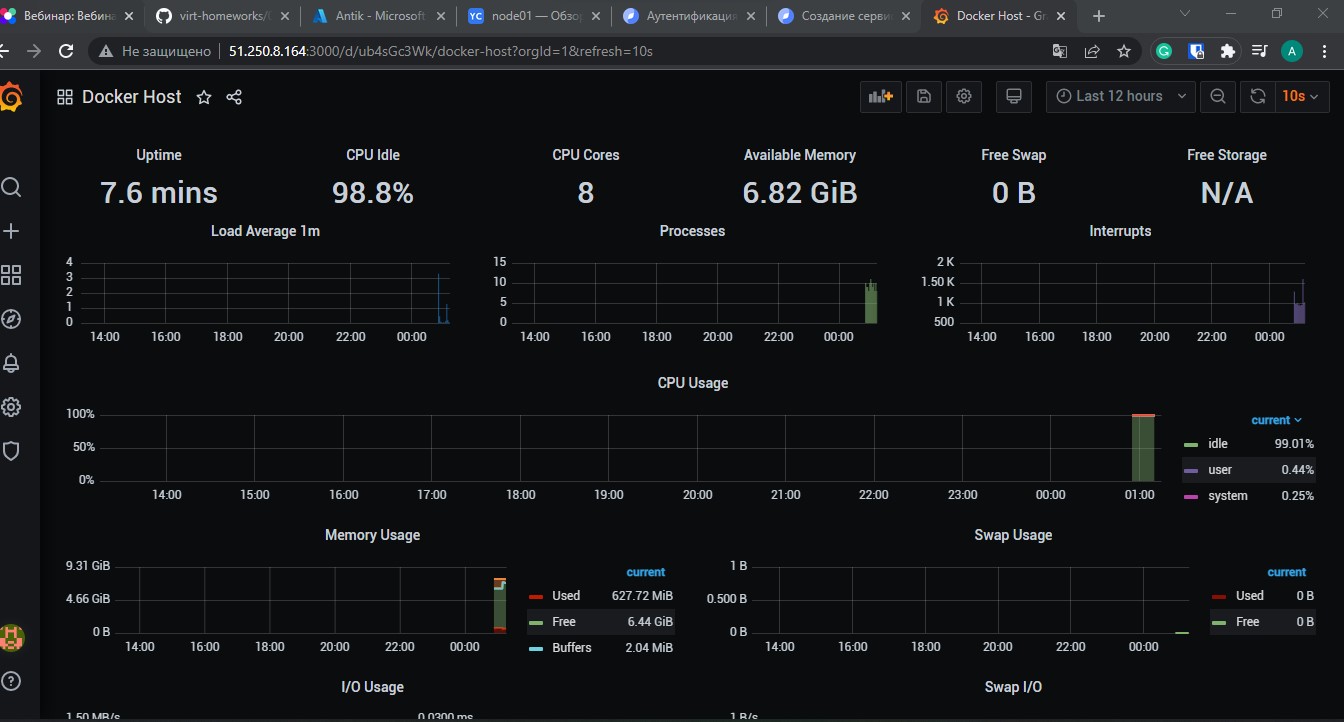 Вебинар: Вебина
virt-homeworks/
Antik - Microsoft
YC node01 — Обзо
Аутентификация
Создание серви
Docker Host - Gr
Не защищено 51.250.8.164:3000/d/ub4sGc3Wk/docker-host?orgId=1&refresh=10s
A
Docker Host
Last 12 hours
10s
Uptime CPU Idle CPU Cores Available Memory Free Swap Free Storage
7.6 mins 98.8% 8 6.82 GiB 0 B N/A
Load Average 1m
4
3
2
1
0
14:00 16:00 18:00 20:00 22:00 00:00
Processes
15
10
5
0
14:00 16:00 18:00 20:00 22:00 00:00
Interrupts
2 K
1.50 K
1 K
500
14:00 16:00 18:00 20:00 22:00 00:00
CPU Usage
100%
50%
0%
14:00 15:00 16:00 17:00 18:00 19:00 20:00 21:00 22:00 23:00 00:00 01:00
current
idle 99.01%
user 0.44%
system 0.25%
Memory Usage
9.31 GiB
4.66 GiB
0 B
14:00 16:00 18:00 20:00 22:00 00:00
current
Used 627.72 MiB
Free 6.44 GiB
Buffers 2.04 MiB
Swap Usage
1 B
0.500 B
0 B
14:00 16:00 18:00 20:00 22:00 00:00
current
Used 0 B
Free 0 B
I/O Usage
1.50 MB/s 0.0300 ms
Swap I/O
1 B/s